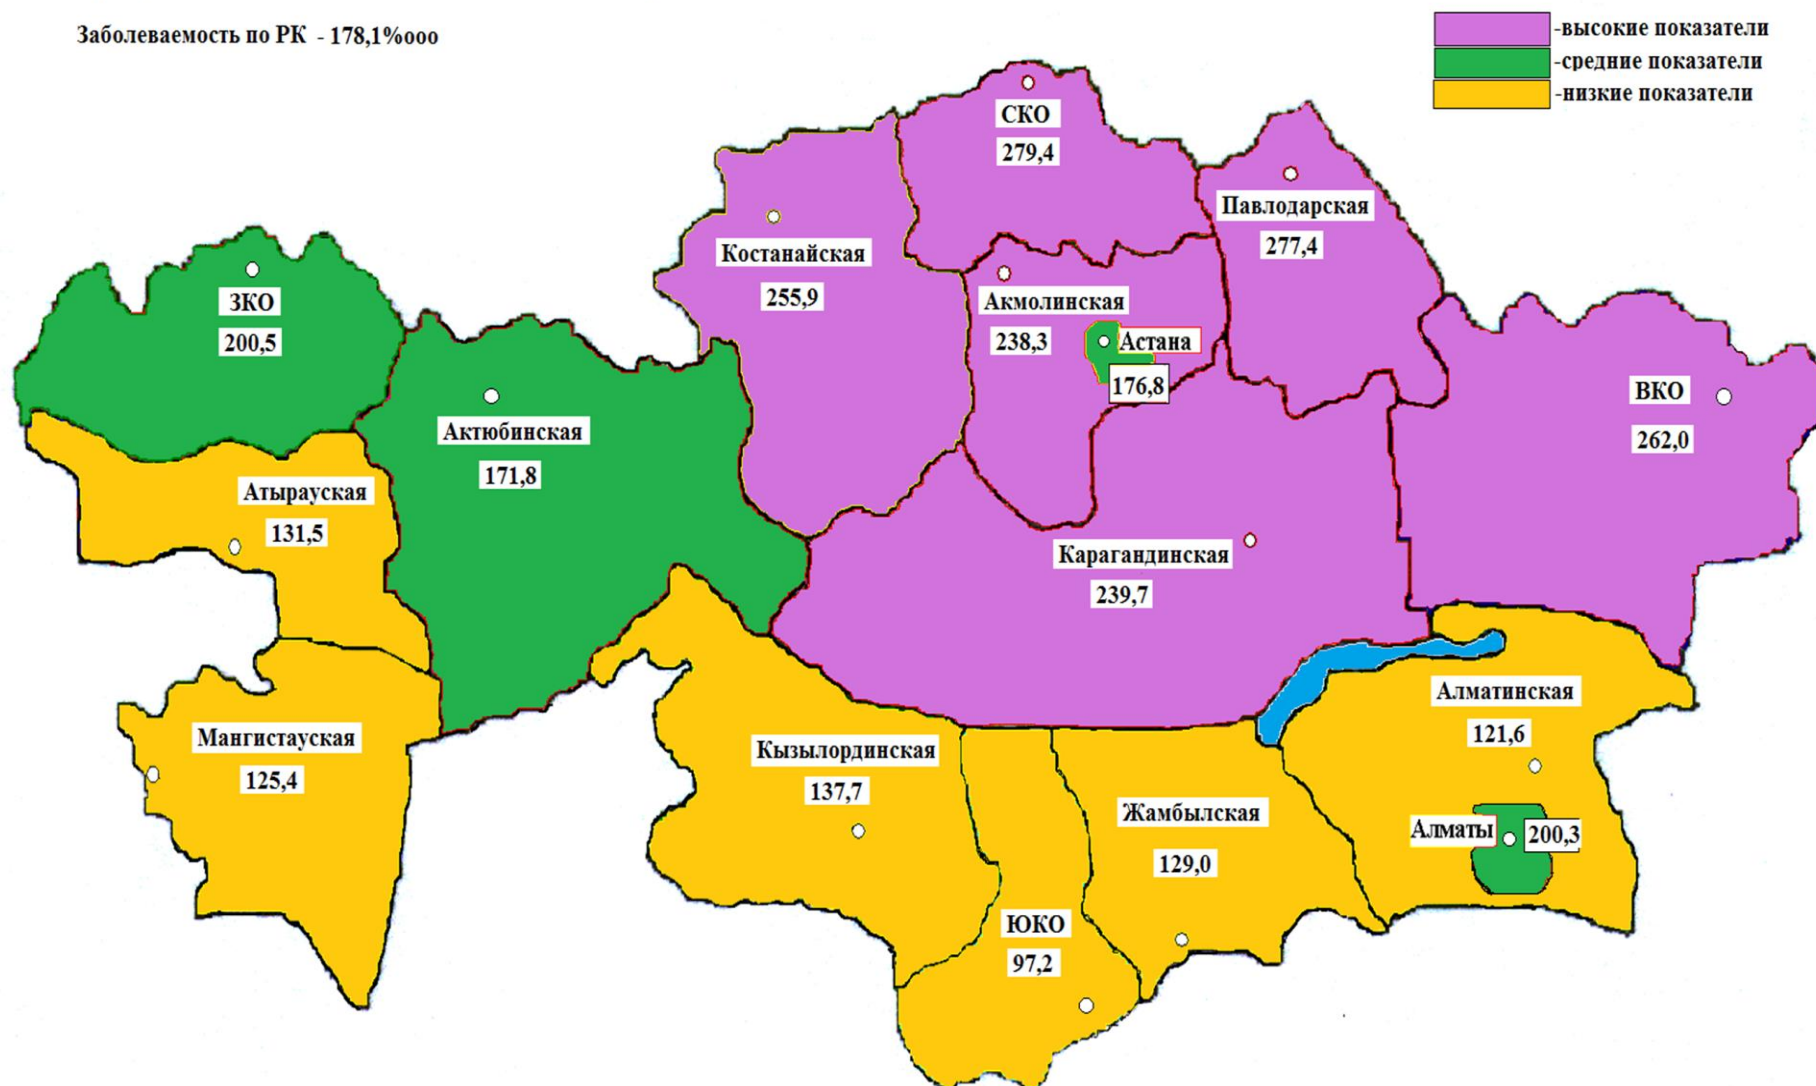 Заболеваемость по РК - 178,1%ооо
-высокие показатели
-средние показатели
-низкие показатели
СКО
279,4
Павлодарская
277,4
Костанайская
255,9
Акмолинская
238,3
Астана
176,8
ЗКО
200,5
Актюбинская
171,8
ВКО
262,0
Атырауская
131,5
Карагандинская
239,7
Мангистауская
125,4
Кызылординская
137,7
Алматинская
121,6
Жамбылская
129,0
Алматы
200,3
ЮКО
97,2